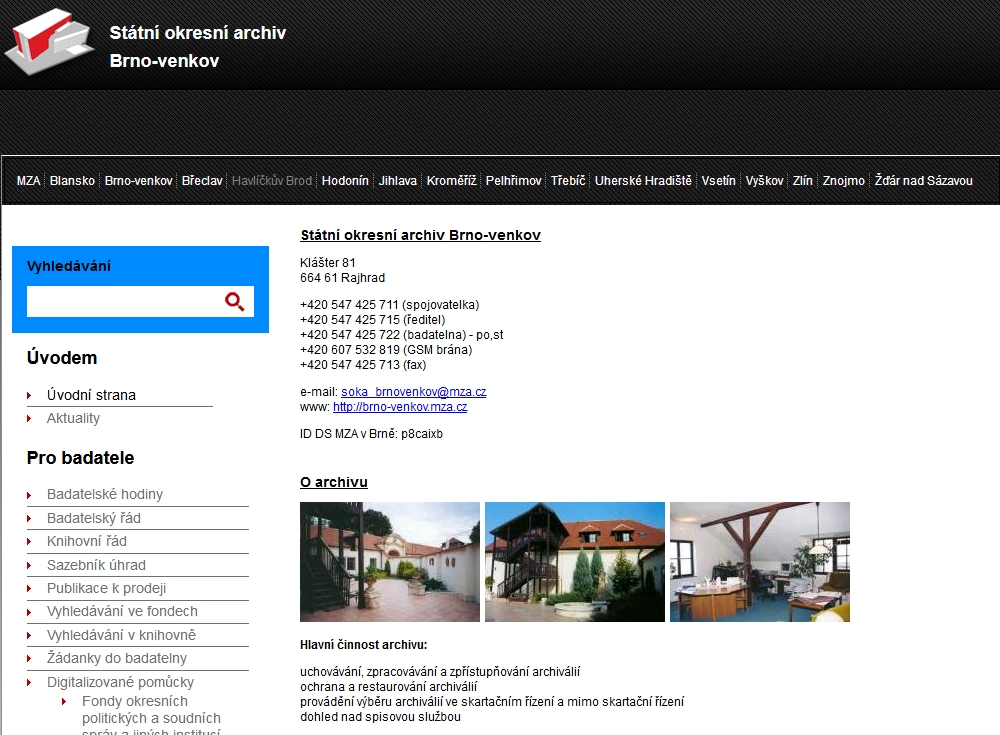 Státní okresní archiv
Brno-venkov
MZA Blansko Brno-venkov Břeclav Havlíčkův Brod Hodonín Jihlava Kroměříž Pelhřimov Třebíč Uherské Hradiště Vsetín Vyškov Zlín Znojmo Žďár nad Sázavou
Vyhledávání
Úvodem
Úvodní strana
Aktuality
Pro badatele
Badatelské hodiny
Badatelský řád
Knihovní řád
Sazebník úhrad
Publikace k prodeji
Vyhledávání ve fondech
Vyhledávání v knihovně
Žádanky do badatelny
Digitalizované pomůcky
Fondy okresních
politických a soudních
správ a jiných institucí
Státní okresní archiv Brno-venkov
Klášter 81
664 61 Rajhrad
+420 547 425 711 (spojovatelka)
+420 547 425 715 (ředitel)
+420 547 425 722 (badatelna) - po,st
+420 607 532 819 (GSM brána)
+420 547 425 713 (fax)
e-mail: soka_brnovenkov@mza.cz
www: http://brno-venkov.mza.cz
ID DS MZA v Brně: p8caixb
O archivu
Hlavní činnost archivu:
uchovávání, zpracovávání a zpřístupňování archiválií
ochrana a restaurování archiválií
provádění výběru archiválií ve skartačním řízení a mimo skartační řízení
dohled nad spisovou službou